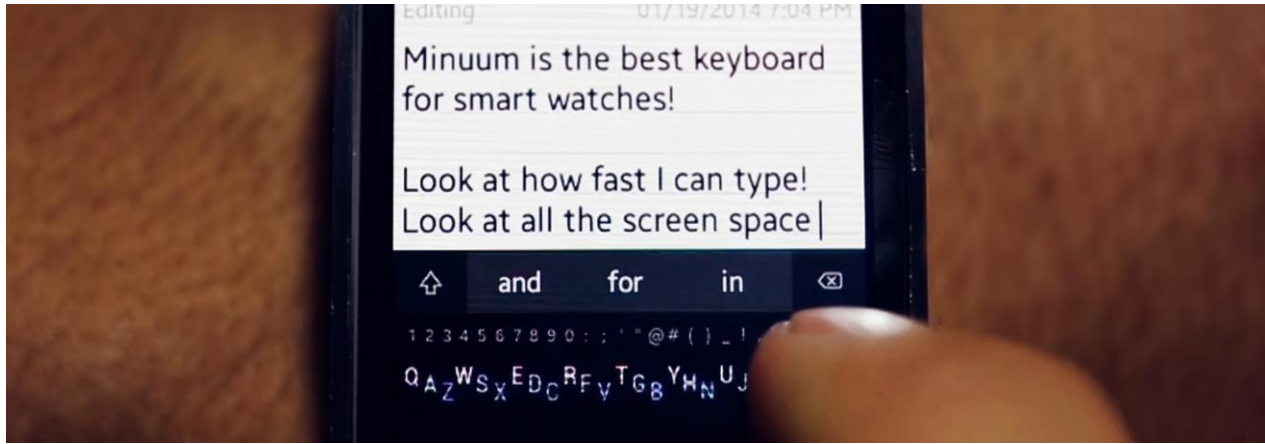 Editing 01/19/2014 7:04 PM
Minuum is the best keyboard
for smart watches!
Look at how fast I can type!
Look at all the screen space
and for in
1 2 3 4 5 6 7 8 9 0 : ; ' " @ # ( ) _ !
Q A Z W S X E D C R F V T G B Y H N U J